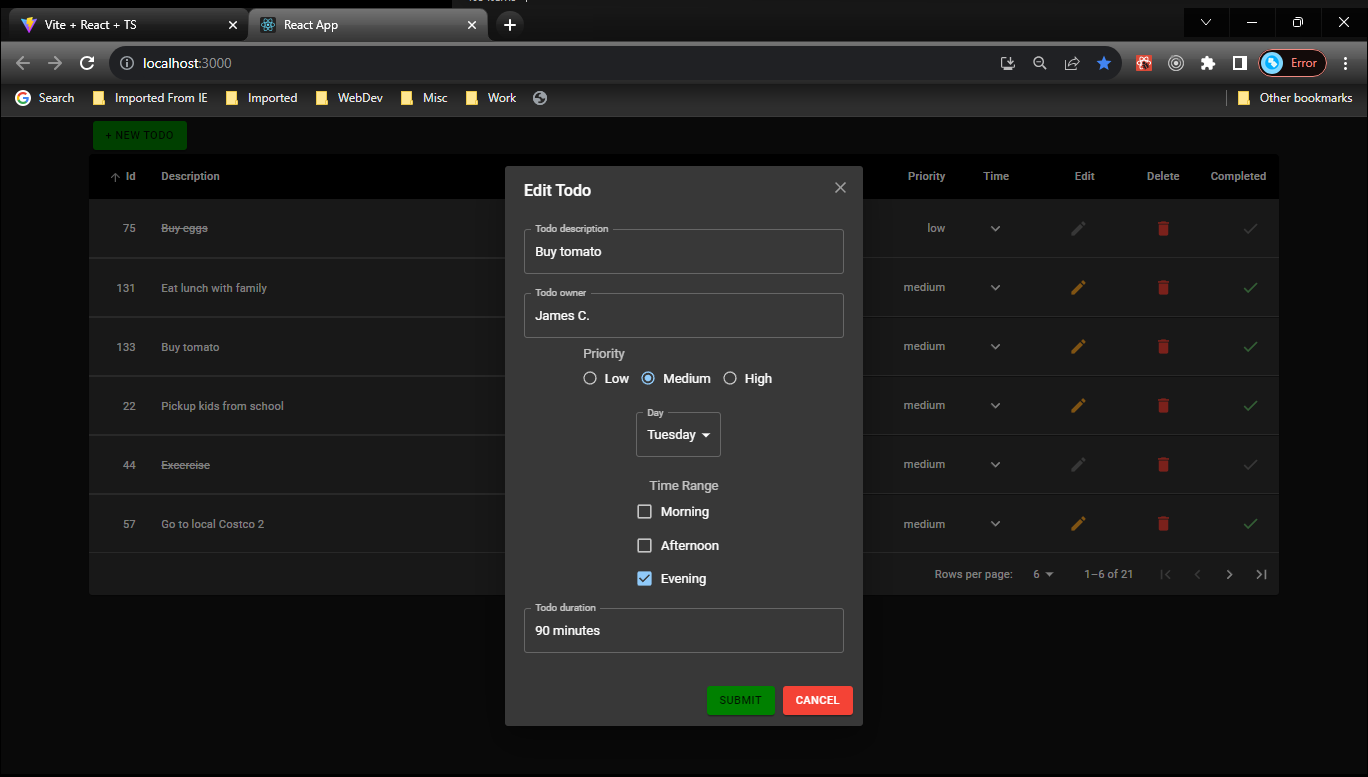 Vite + React + TS
React App
localhost:3000
Error
Search
Imported From IE
Imported
WebDev
Misc
Work
Other bookmarks
+ NEW TODO
Id Description Priority Time Edit Delete Completed
75 Buy eggs low
131 Eat lunch with family medium
133 Buy tomato medium
22 Pickup kids from school medium
44 Excercise medium
57 Go to local Costco 2 medium
Rows per page: 6 1–6 of 21
Edit Todo
Todo description
Buy tomato
Todo owner
James C.
Priority
Low Medium High
Day
Tuesday
Time Range
Morning
Afternoon
Evening
Todo duration
90 minutes
SUBMIT CANCEL